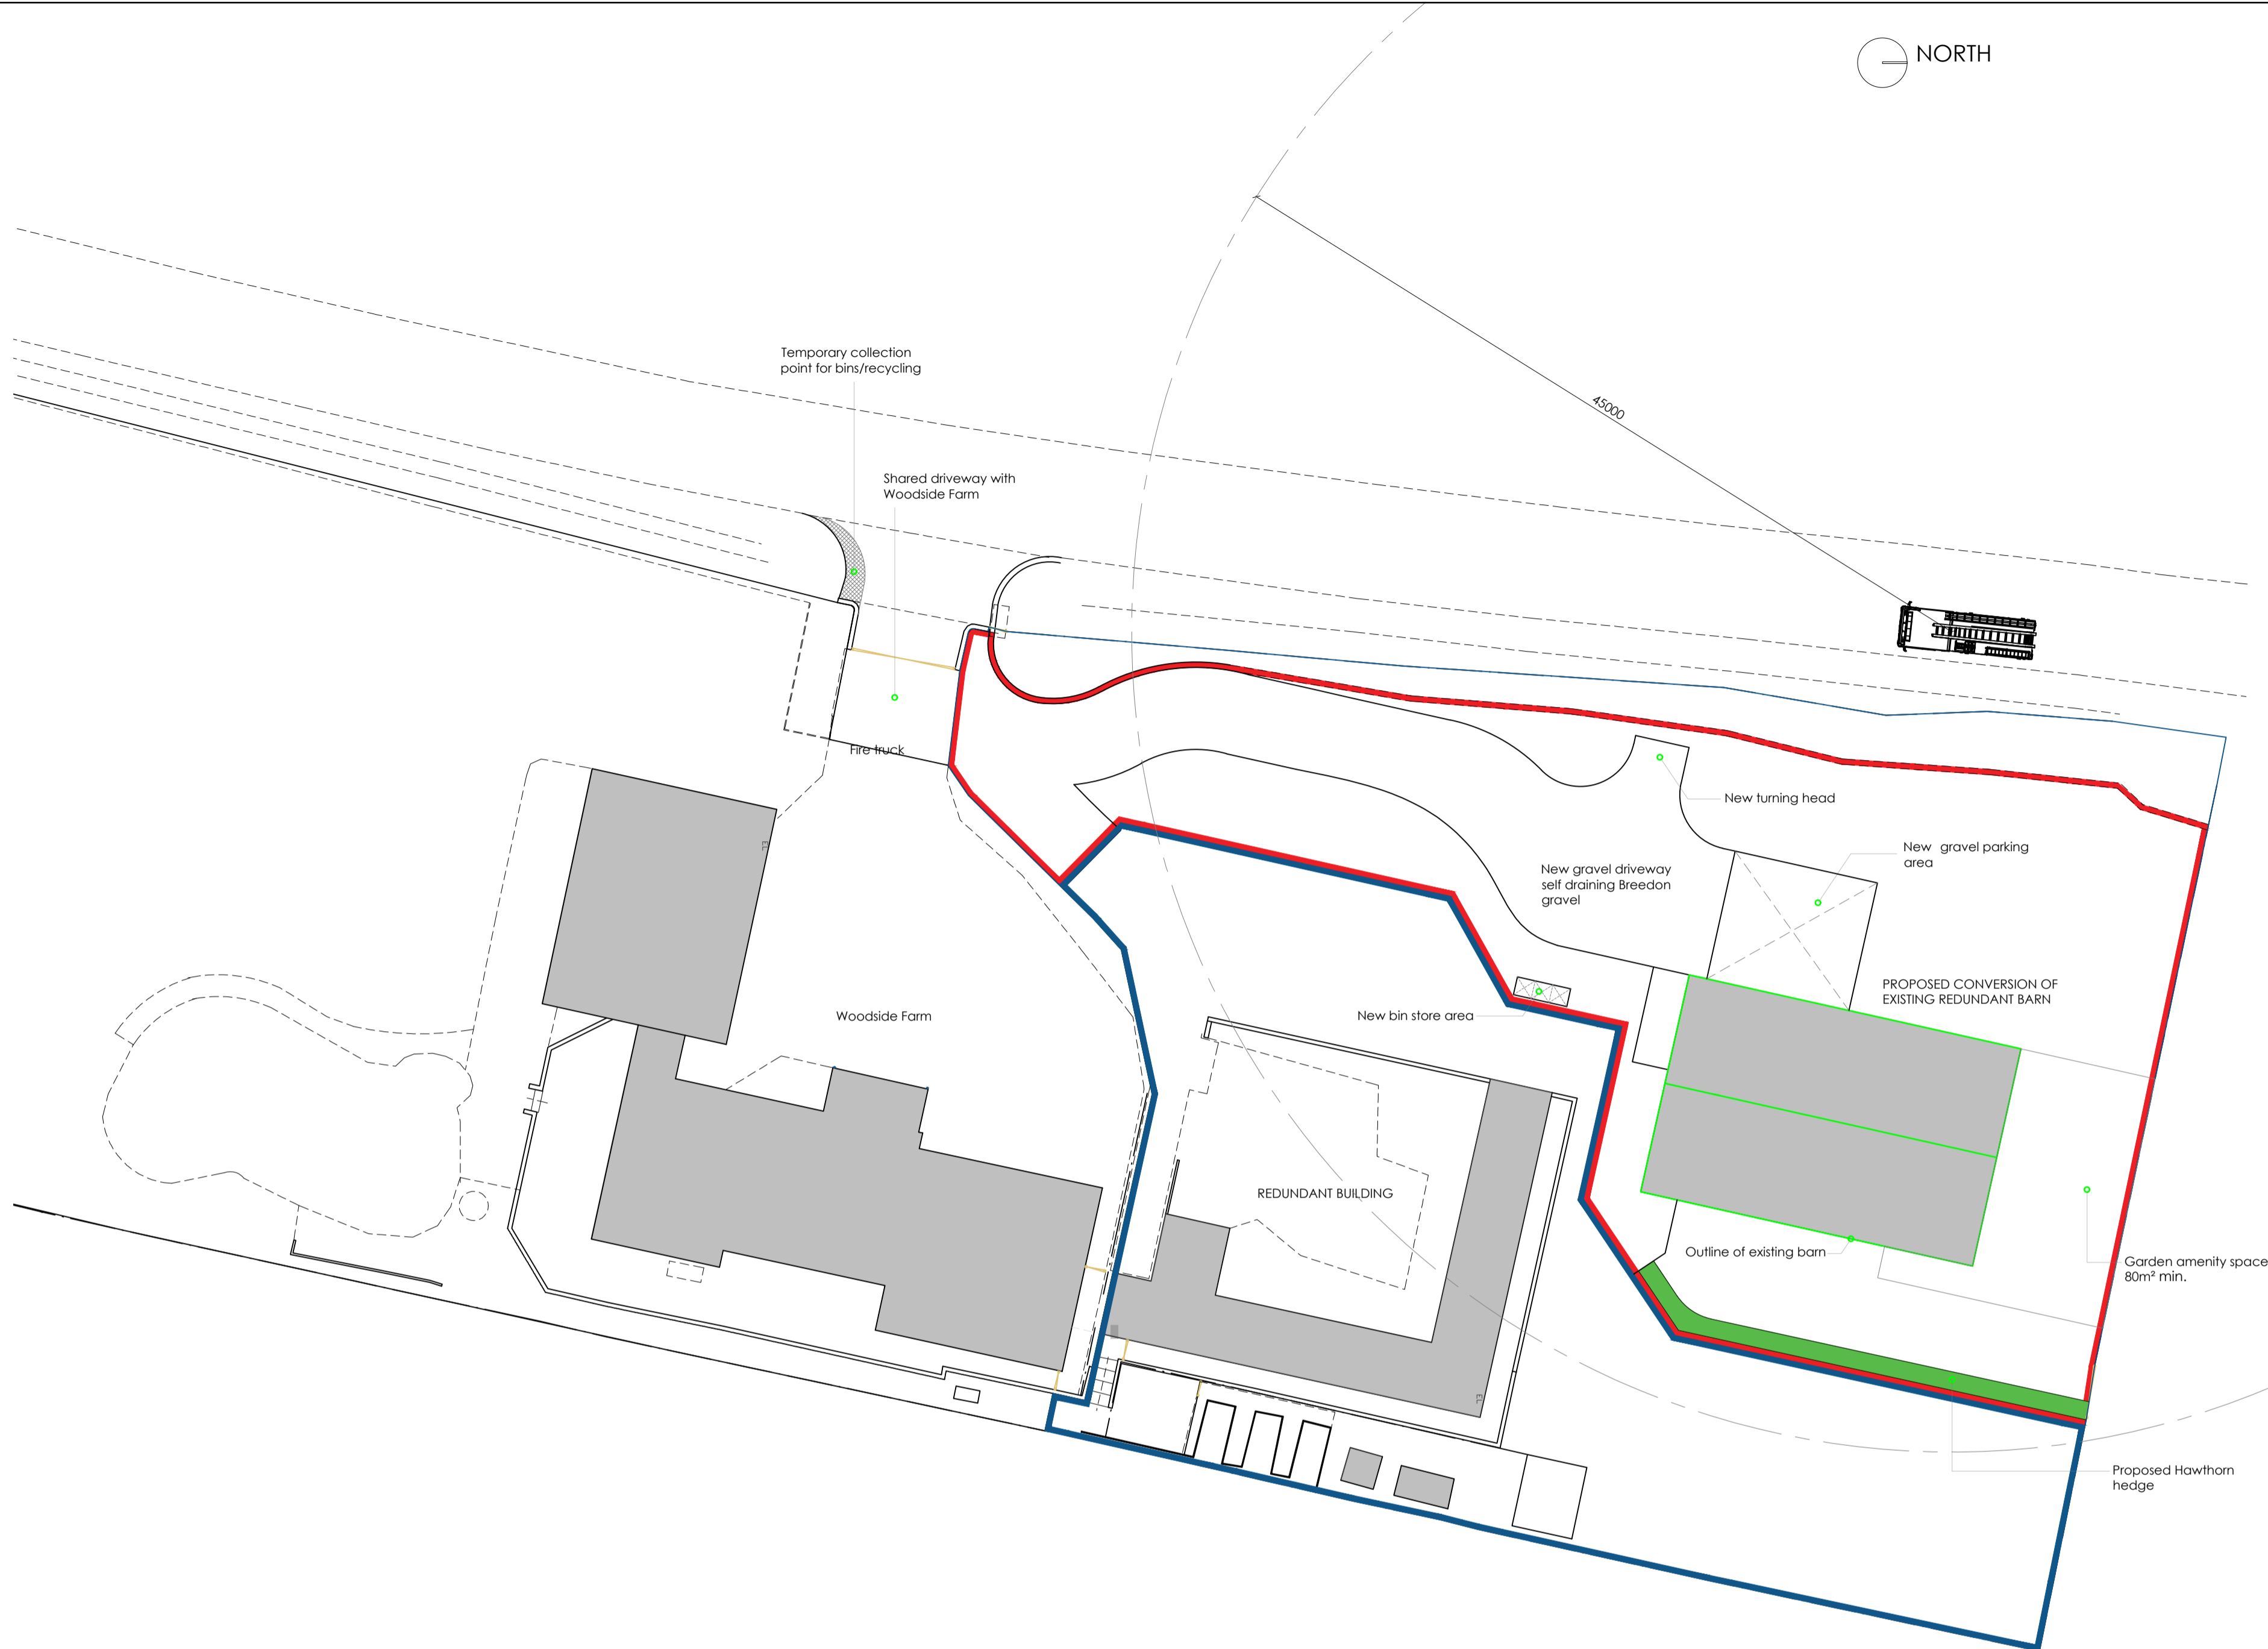 NORTH
Temporary collection
point for bins/recycling
45000
Shared driveway with
Woodside Farm
Fire truck
New turning head
EL
New gravel parking
area
New gravel driveway
self draining Breedon
gravel
PROPOSED CONVERSION OF
EXISTING REDUNDANT BARN
Woodside Farm
New bin store area
REDUNDANT BUILDING
Outline of existing barn
Garden amenity space
80m² min.
EL
Proposed Hawthorn
hedge